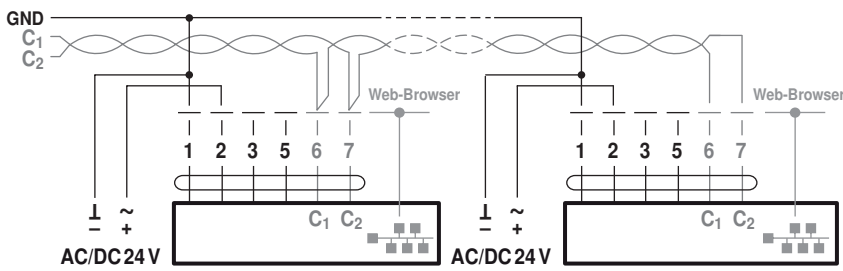 GND
C1
C2
Web-Browser Web-Browser
1 2 3 5 6 7 1 2 3 5 6 7
C1 C2 C1 C2
⊥ ~ ⊥ ~
– + – +
AC/DC 24 V AC/DC 24 V